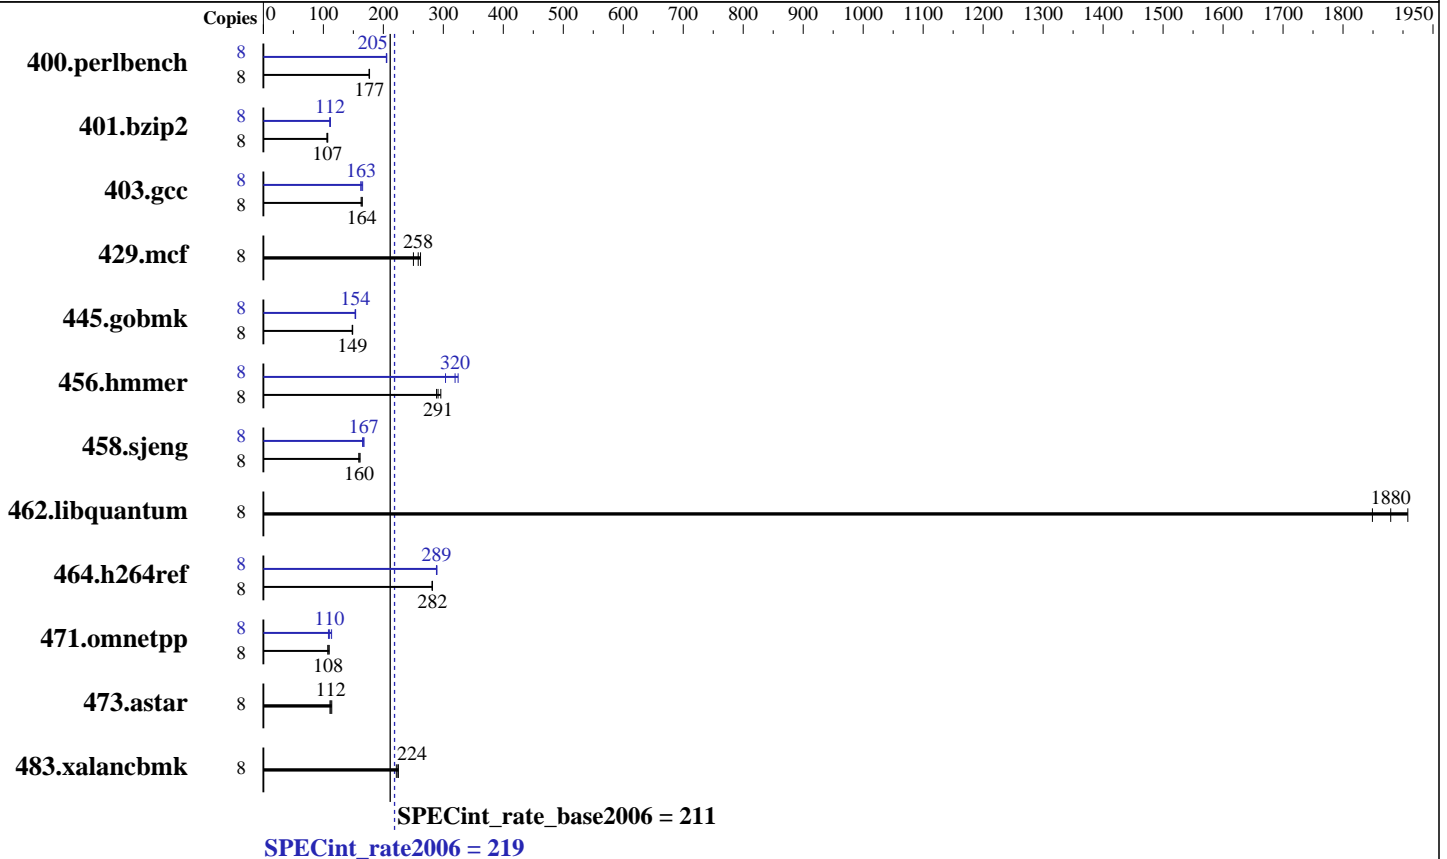 Copies 0 100 200 300 400 500 600 700 800 900 1000 1100 1200 1300 1400 1500 1600 1700 1800 1950
400.perlbench 8 205
8 177
401.bzip2 8 112
8 107
403.gcc 8 163
8 164
429.mcf 8 258
445.gobmk 8 154
8 149
456.hmmer 8 320
8 291
458.sjeng 8 167
8 160
462.libquantum 8 1880
464.h264ref 8 289
8 282
471.omnetpp 8 110
8 108
473.astar 8 112
483.xalancbmk 8 224
SPECint_rate_base2006 = 211
SPECint_rate2006 = 219